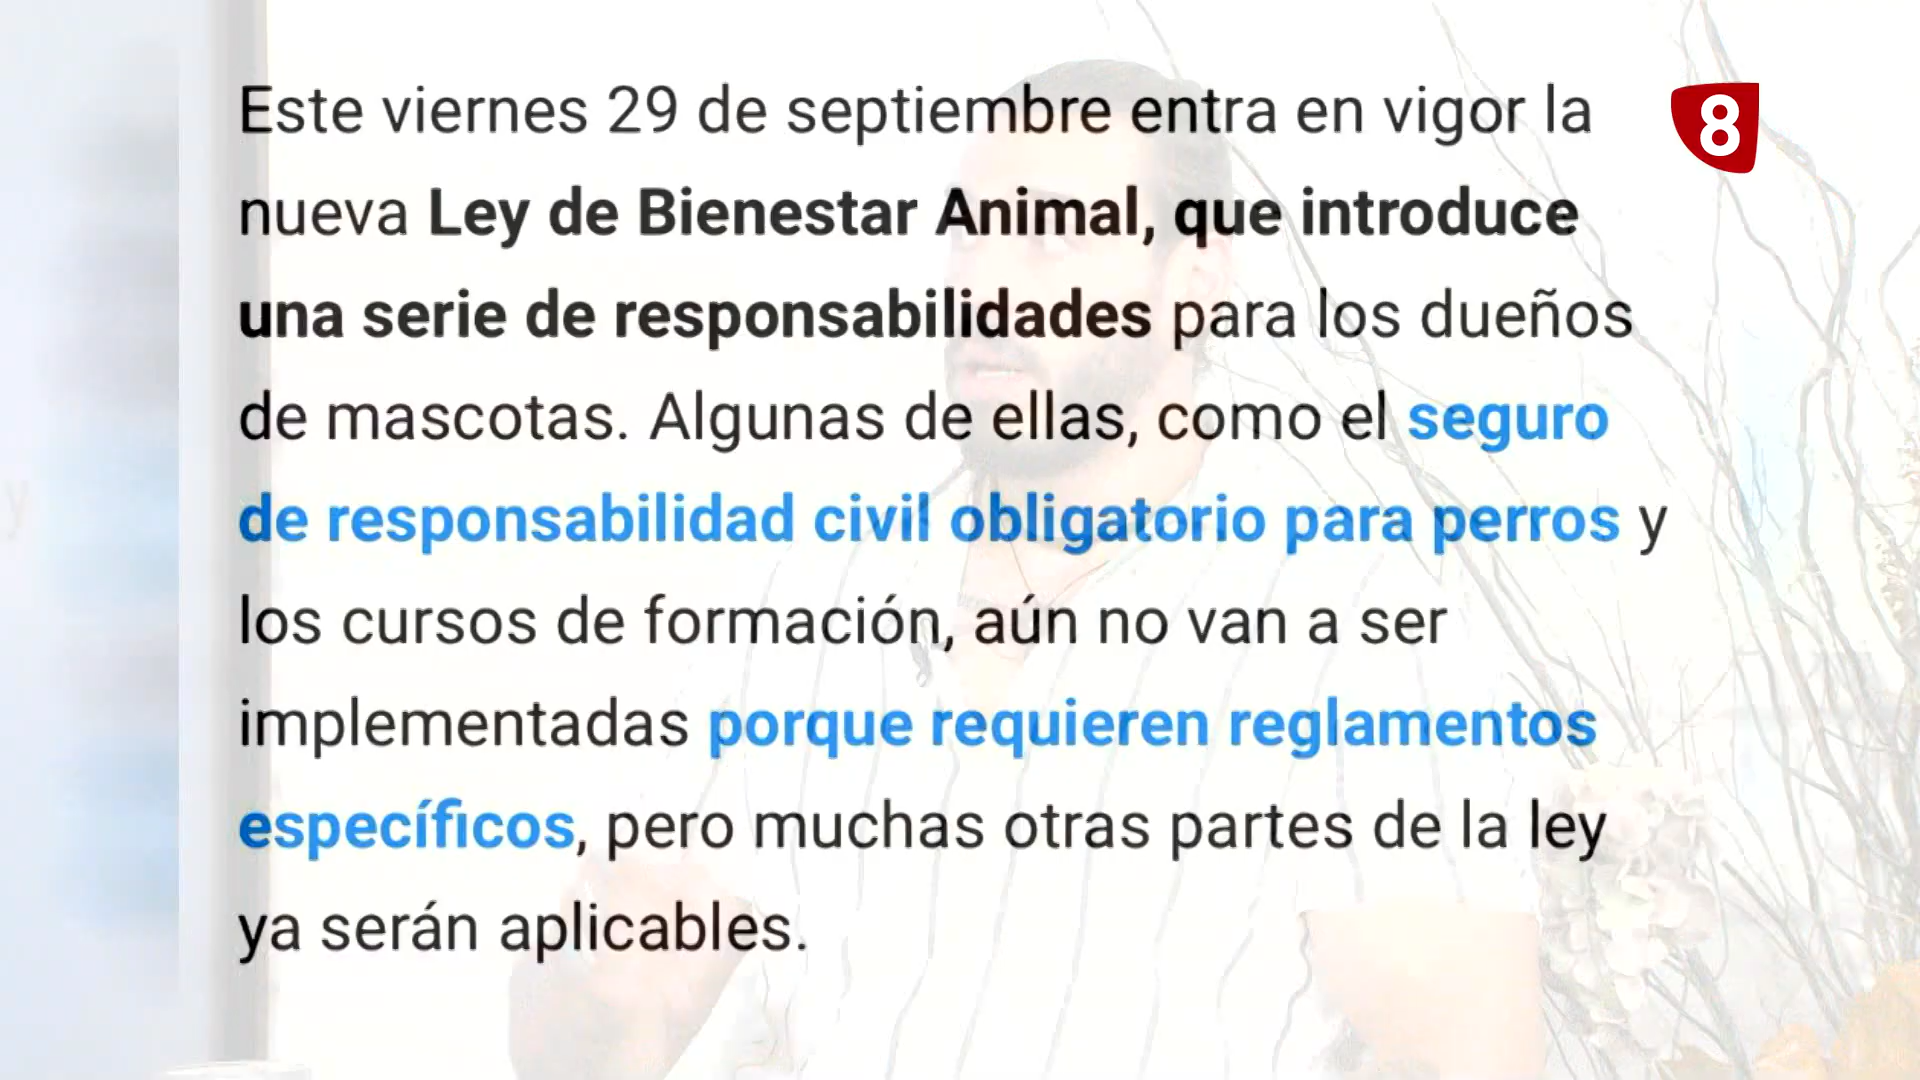 Este viernes 29 de septiembre entra en vigor la
8
nueva Ley de Bienestar Animal, que introduce
una serie de responsabilidades para los dueños
de mascotas. Algunas de ellas, como el seguro
de responsabilidad civil obligatorio para perros y
los cursos de formación, aún no van a ser
implementadas porque requieren reglamentos
específicos, pero muchas otras partes de la ley
ya serán aplicables.
y